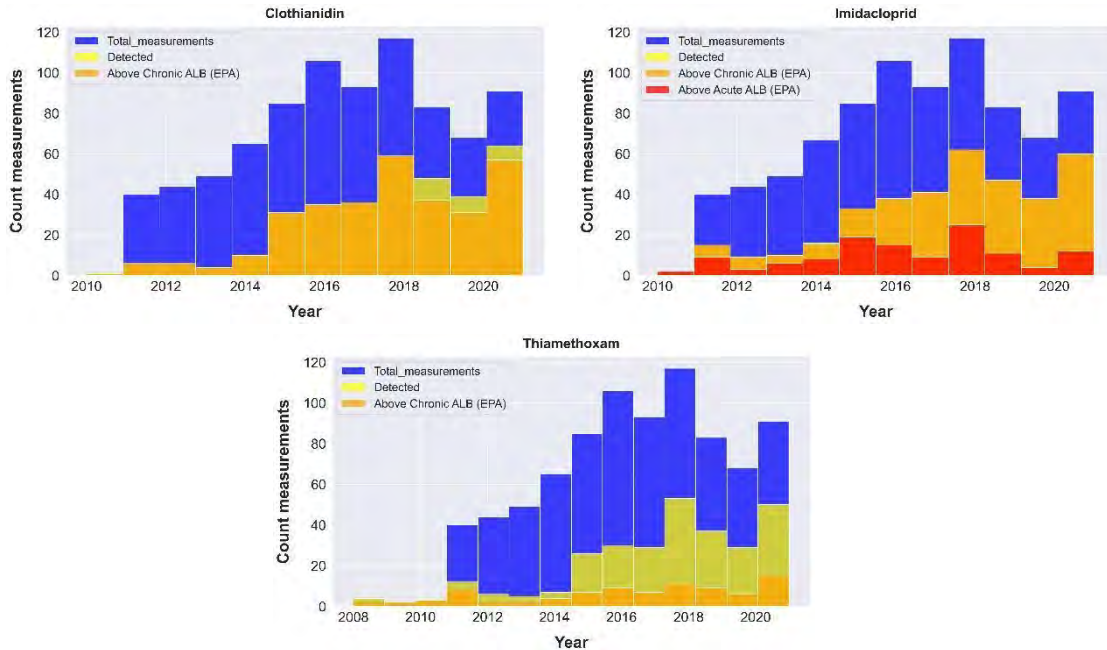 Clothianidin
Total_measurements
Detected
Above Chronic ALB (EPA)
Count measurements
120
100
80
60
40
20
0
2010 2012 2014 2016 2018 2020
Year
Imidacloprid
Total_measurements
Detected
Above Chronic ALB (EPA)
Above Acute ALB (EPA)
Count measurements
120
100
80
60
40
20
0
2010 2012 2014 2016 2018 2020
Year
Thiamethoxam
Total_measurements
Detected
Above Chronic ALB (EPA)
Count measurements
120
100
80
60
40
20
0
2008 2010 2012 2014 2016 2018 2020
Year